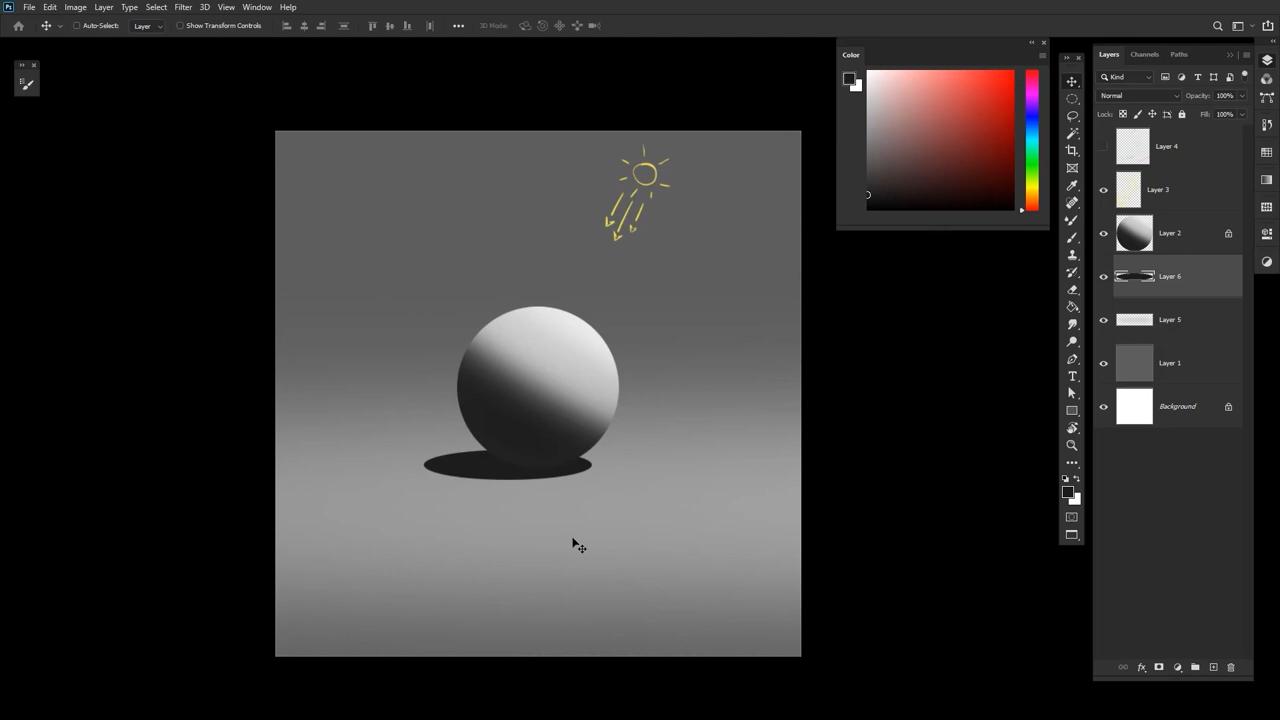 Ps File Edit Image Layer Type Select Filter 3D View Window Help
Auto-Select: Layer Show Transform Controls 3D Mode:
Color
Layers Channels Paths
Kind
Normal Opacity: 100%
Lock: Fill: 100%
Layer 4
Layer 3
Layer 2
Layer 6
Layer 5
Layer 1
Background